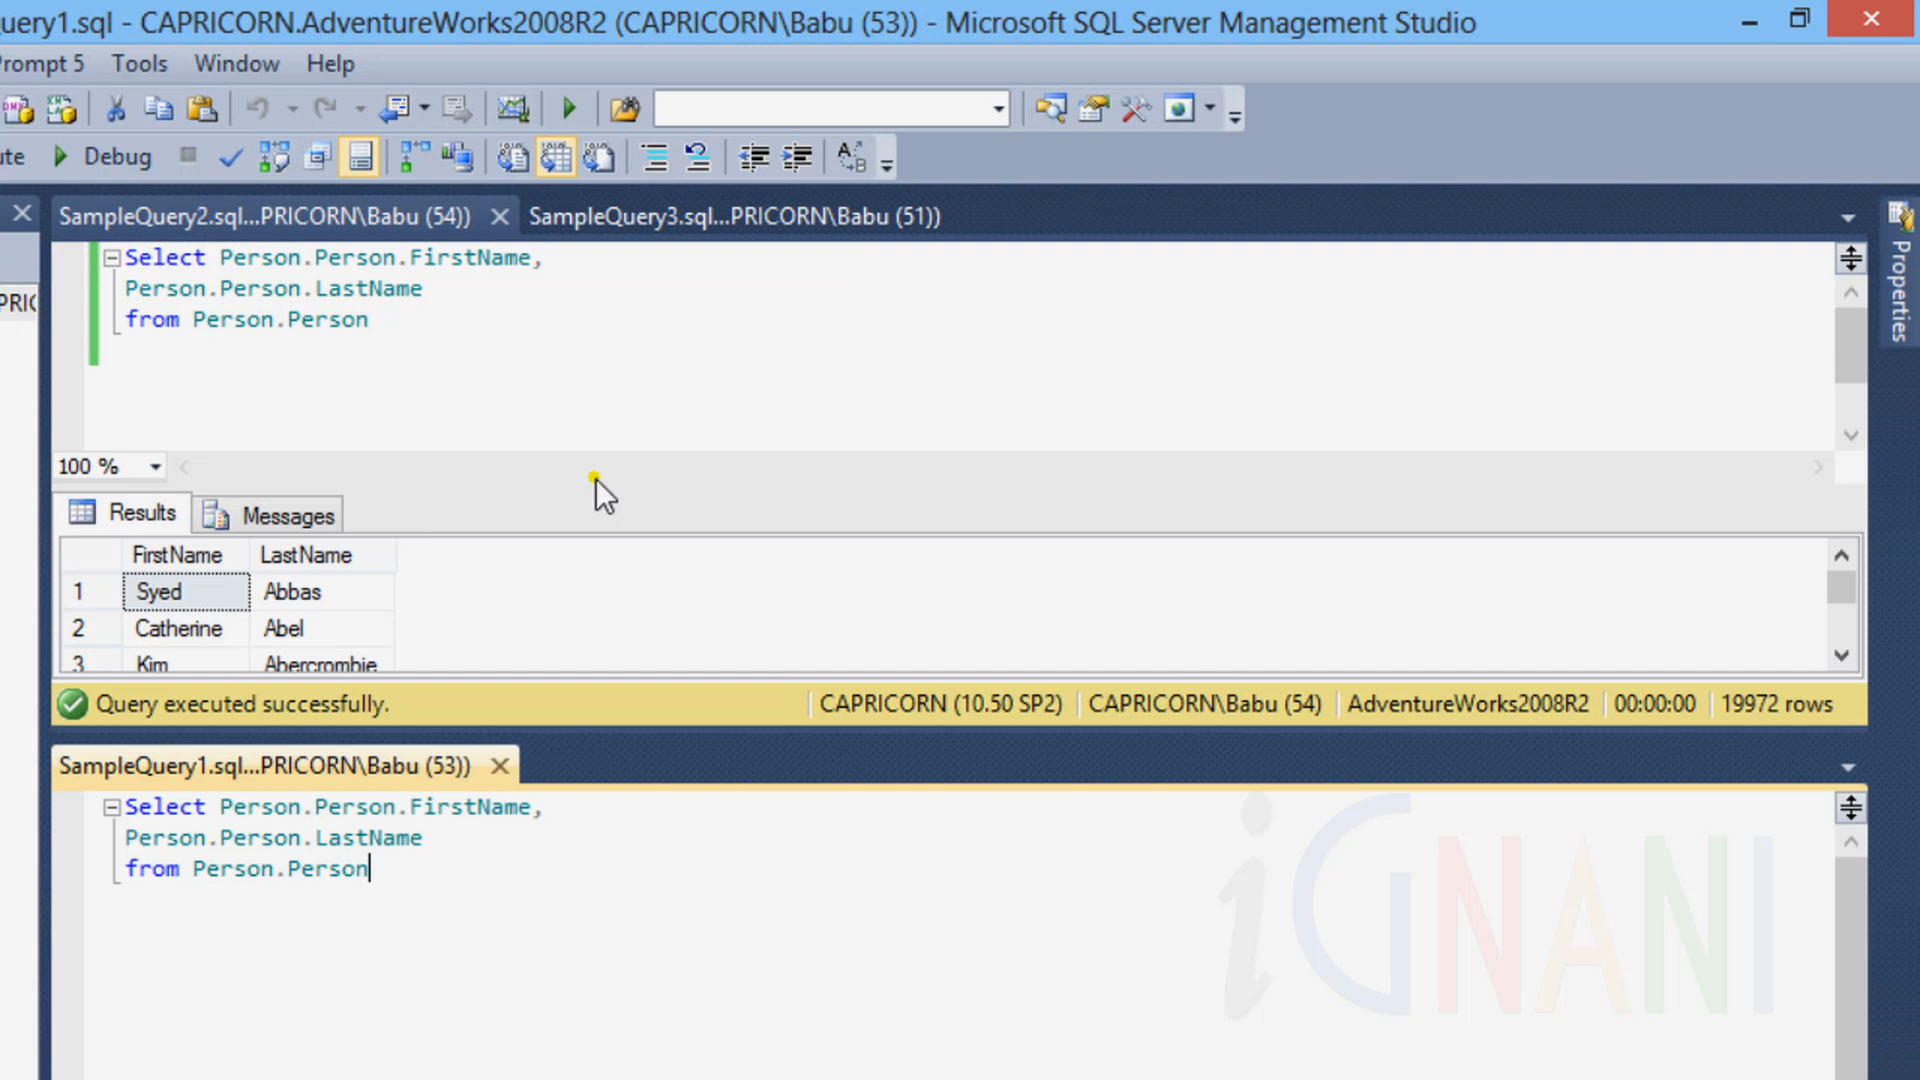 uery1.sql - CAPRICORN.AdventureWorks2008R2 (CAPRICORN\Babu (53)) - Microsoft SQL Server Management Studio
Prompt 5 Tools Window Help
ute Debug
SampleQuery2.sql...PRICORN\Babu (54)) SampleQuery3.sql...PRICORN\Babu (51))
Properties
PRIC
Select Person.Person.FirstName,
Person.Person.LastName
from Person.Person
100 %
Results Messages
FirstName LastName
1 Syed Abbas
2 Catherine Abel
3 Kim Abercrombie
Query executed successfully. CAPRICORN (10.50 SP2) CAPRICORN\Babu (54) AdventureWorks2008R2 00:00:00 19972 rows
SampleQuery1.sql...PRICORN\Babu (53))
Select Person.Person.FirstName,
Person.Person.LastName
from Person.Person
iGNANI